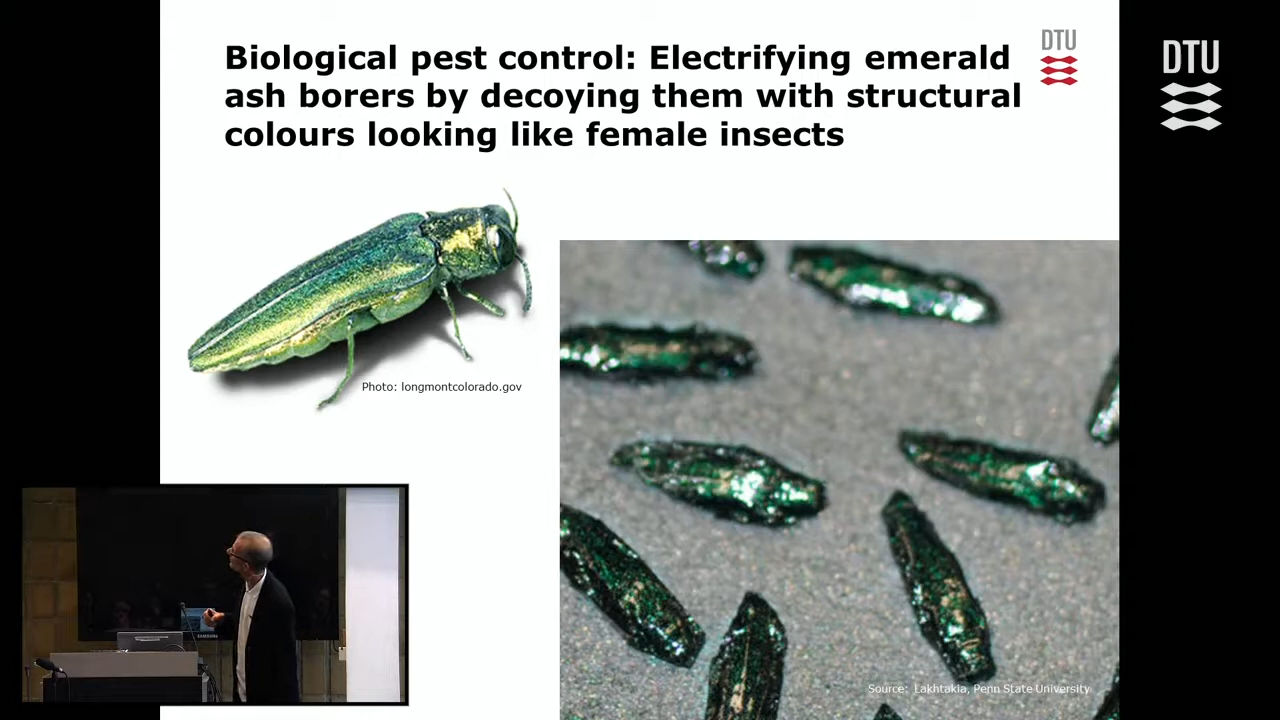 Biological pest control: Electrifying emerald
ash borers by decoying them with structural
colours looking like female insects
DTU
DTU
Photo: longmontcolorado.gov
SAMSUNG
Source: Lakhtakia, Penn State University